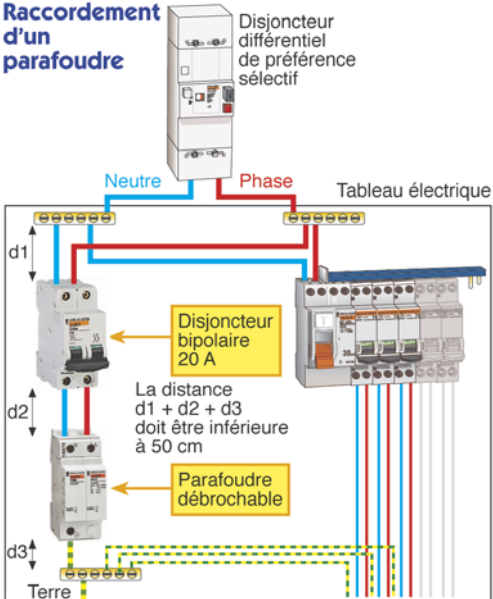 Raccordement
d'un
parafoudre
Disjoncteur
différentiel
de préférence
sélectif
Neutre
Phase
Tableau électrique
d1
Disjoncteur
bipolaire
20 A
d2
La distance
d1 + d2 + d3
doit être inférieure
à 50 cm
Parafoudre
débrochable
d3
Terre